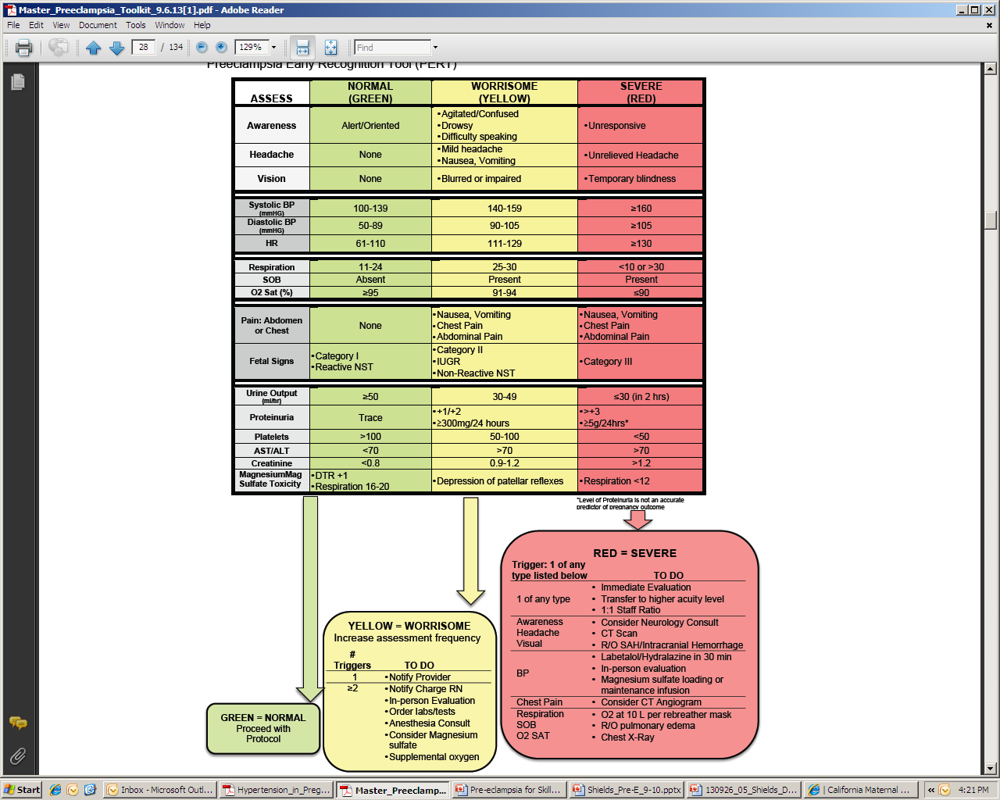 Master_Preeclampsia_Toolkit_9.6.13[1].pdf - Adobe Reader
File Edit View Document Tools Window Help
28 / 134 129% Find
Preeclampsia Early Recognition Tool (PERT)
ASSESS NORMAL (GREEN) WORRISOME (YELLOW) SEVERE (RED)
Awareness Alert/Oriented •Agitated/Confused •Drowsy •Difficulty speaking •Unresponsive
Headache None •Mild headache •Nausea, Vomiting •Unrelieved Headache
Vision None •Blurred or impaired •Temporary blindness
Systolic BP (mmHG) 100-139 140-159 ≥160
Diastolic BP (mmHG) 50-89 90-105 ≥105
HR 61-110 111-129 ≥130
Respiration 11-24 25-30 <10 or >30
SOB Absent Present Present
O2 Sat (%) ≥95 91-94 ≤90
Pain: Abdomen or Chest None •Nausea, Vomiting •Chest Pain •Abdominal Pain •Nausea, Vomiting •Chest Pain •Abdominal Pain
Fetal Signs •Category I •Reactive NST •Category II •IUGR •Non-Reactive NST •Category III
Urine Output (ml/hr) ≥50 30-49 ≤30 (in 2 hrs)
Proteinuria Trace •+1/+2 •≥300mg/24 hours •>+3 •≥5g/24hrs*
Platelets >100 50-100 <50
AST/ALT <70 >70 >70
Creatinine <0.8 0.9-1.2 >1.2
MagnesiumMag Sulfate Toxicity •DTR +1 •Respiration 16-20 •Depression of patellar reflexes •Respiration <12
*Level of Proteinuria is not an accurate
predictor of pregnancy outcome
GREEN = NORMAL
Proceed with
Protocol
YELLOW = WORRISOME
Increase assessment frequency
# Triggers TO DO
1 •Notify Provider
≥2 •Notify Charge RN
•In-person Evaluation
•Order labs/tests
•Anesthesia Consult
•Consider Magnesium
sulfate
•Supplemental oxygen
RED = SEVERE
Trigger: 1 of any
type listed below TO DO
1 of any type • Immediate Evaluation
• Transfer to higher acuity level
• 1:1 Staff Ratio
Awareness • Consider Neurology Consult
Headache • CT Scan
Visual • R/O SAH/Intracranial Hemorrhage
BP • Labetalol/Hydralazine in 30 min
• In-person evaluation
• Magnesium sulfate loading or
maintenance infusion
Chest Pain • Consider CT Angiogram
Respiration • O2 at 10 L per rebreather mask
SOB • R/O pulmonary edema
O2 SAT • Chest X-Ray
Start Inbox - Microsoft Outl... Hypertension_in_Preg... Master_Preeclamp... Pre-eclampsia for Skill... Shields_Pre-E_9-10.pptx 130926_05_Shields_D... California Maternal ... « 4:21 PM